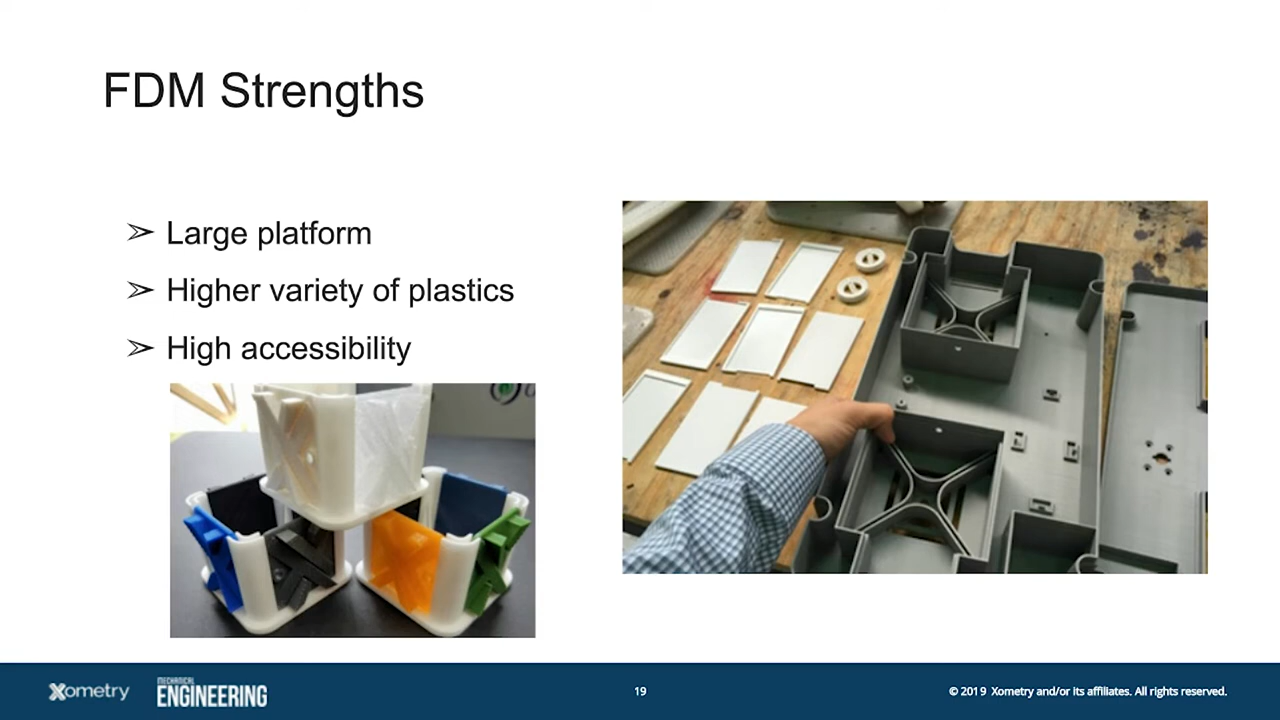 FDM Strengths
➢ Large platform
➢ Higher variety of plastics
➢ High accessibility
Xometry
MECHANICAL
ENGINEERING
19
© 2019 Xometry and/or its affiliates. All rights reserved.